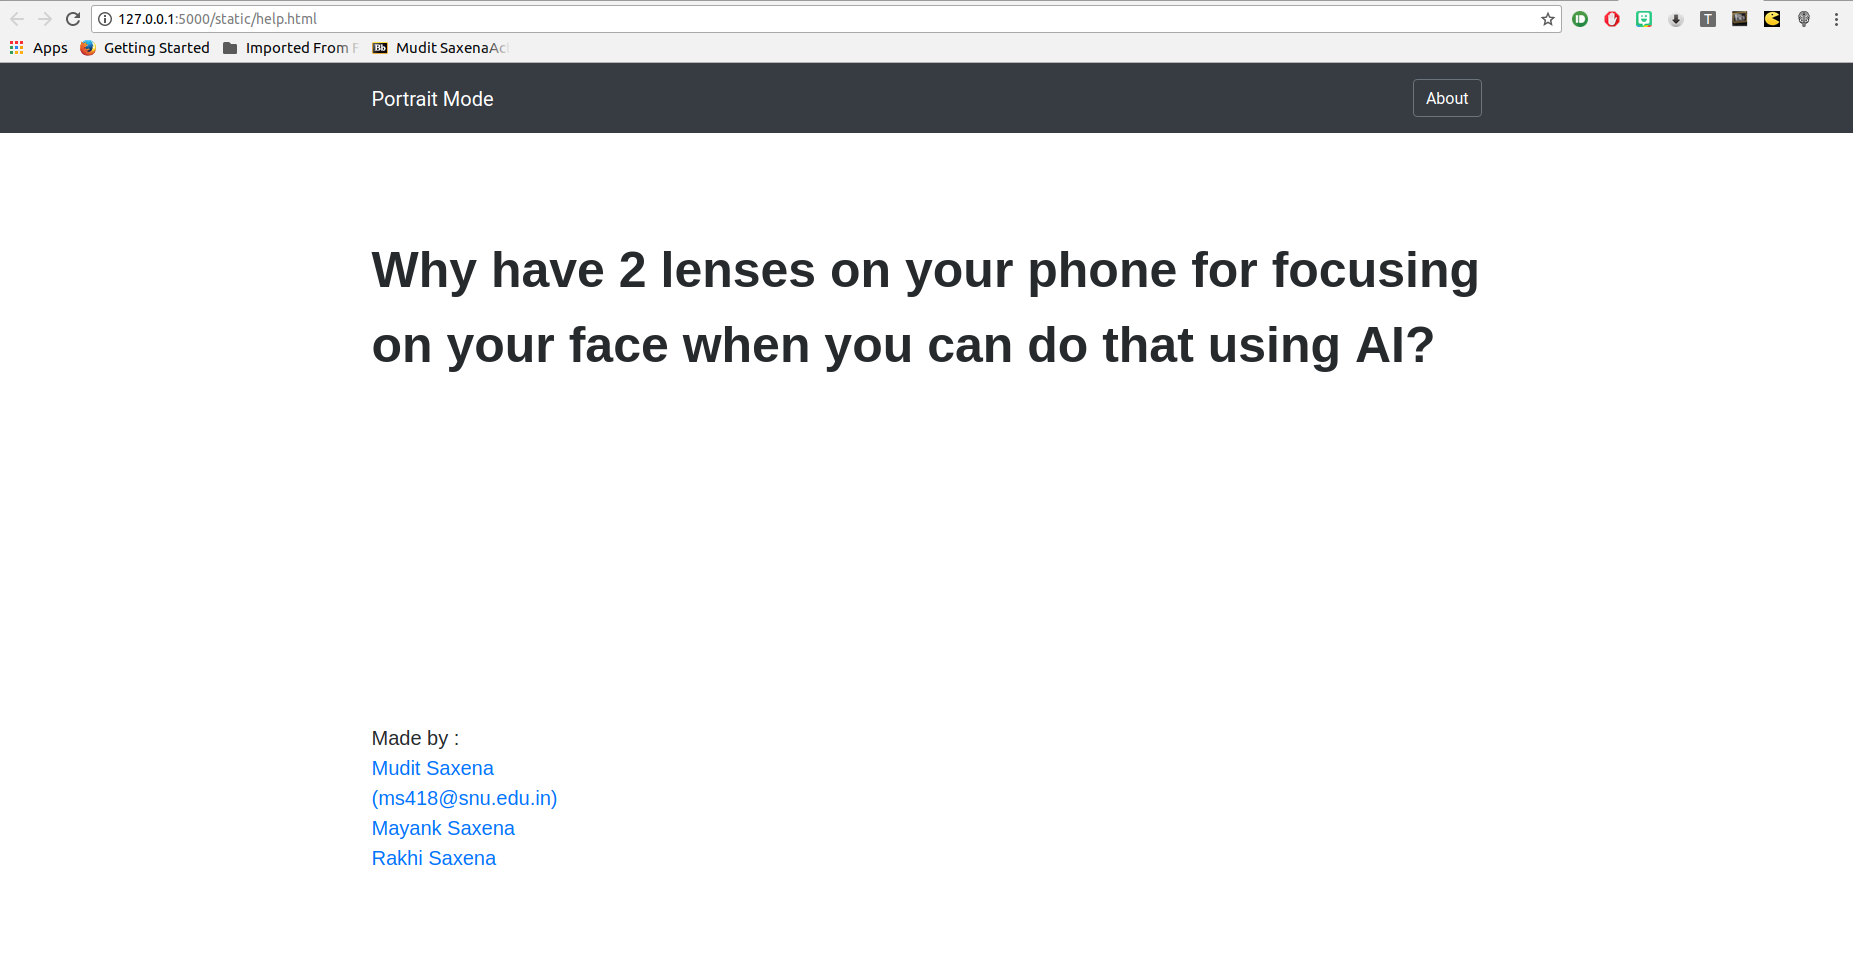 127.0.0.1:5000/static/help.html
Apps
Getting Started
Imported From F
Mudit SaxenaAc
Portrait Mode
About
Why have 2 lenses on your phone for focusing
on your face when you can do that using AI?
Made by :
Mudit Saxena
(ms418@snu.edu.in)
Mayank Saxena
Rakhi Saxena